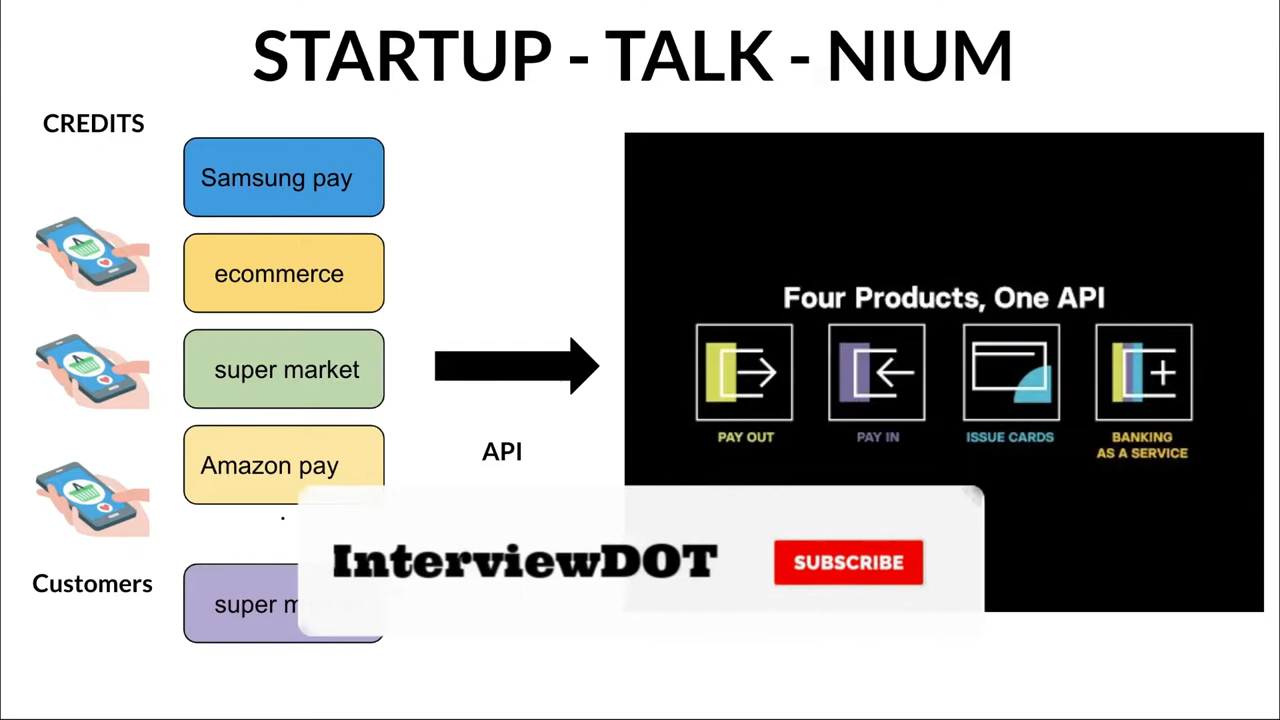 STARTUP - TALK - NIUM
CREDITS
Samsung pay
ecommerce
super market
Amazon pay
.
super m
Customers
API
Four Products, One API
PAY OUT
PAY IN
ISSUE CARDS
BANKING
AS A SERVICE
InterviewDOT
SUBSCRIBE